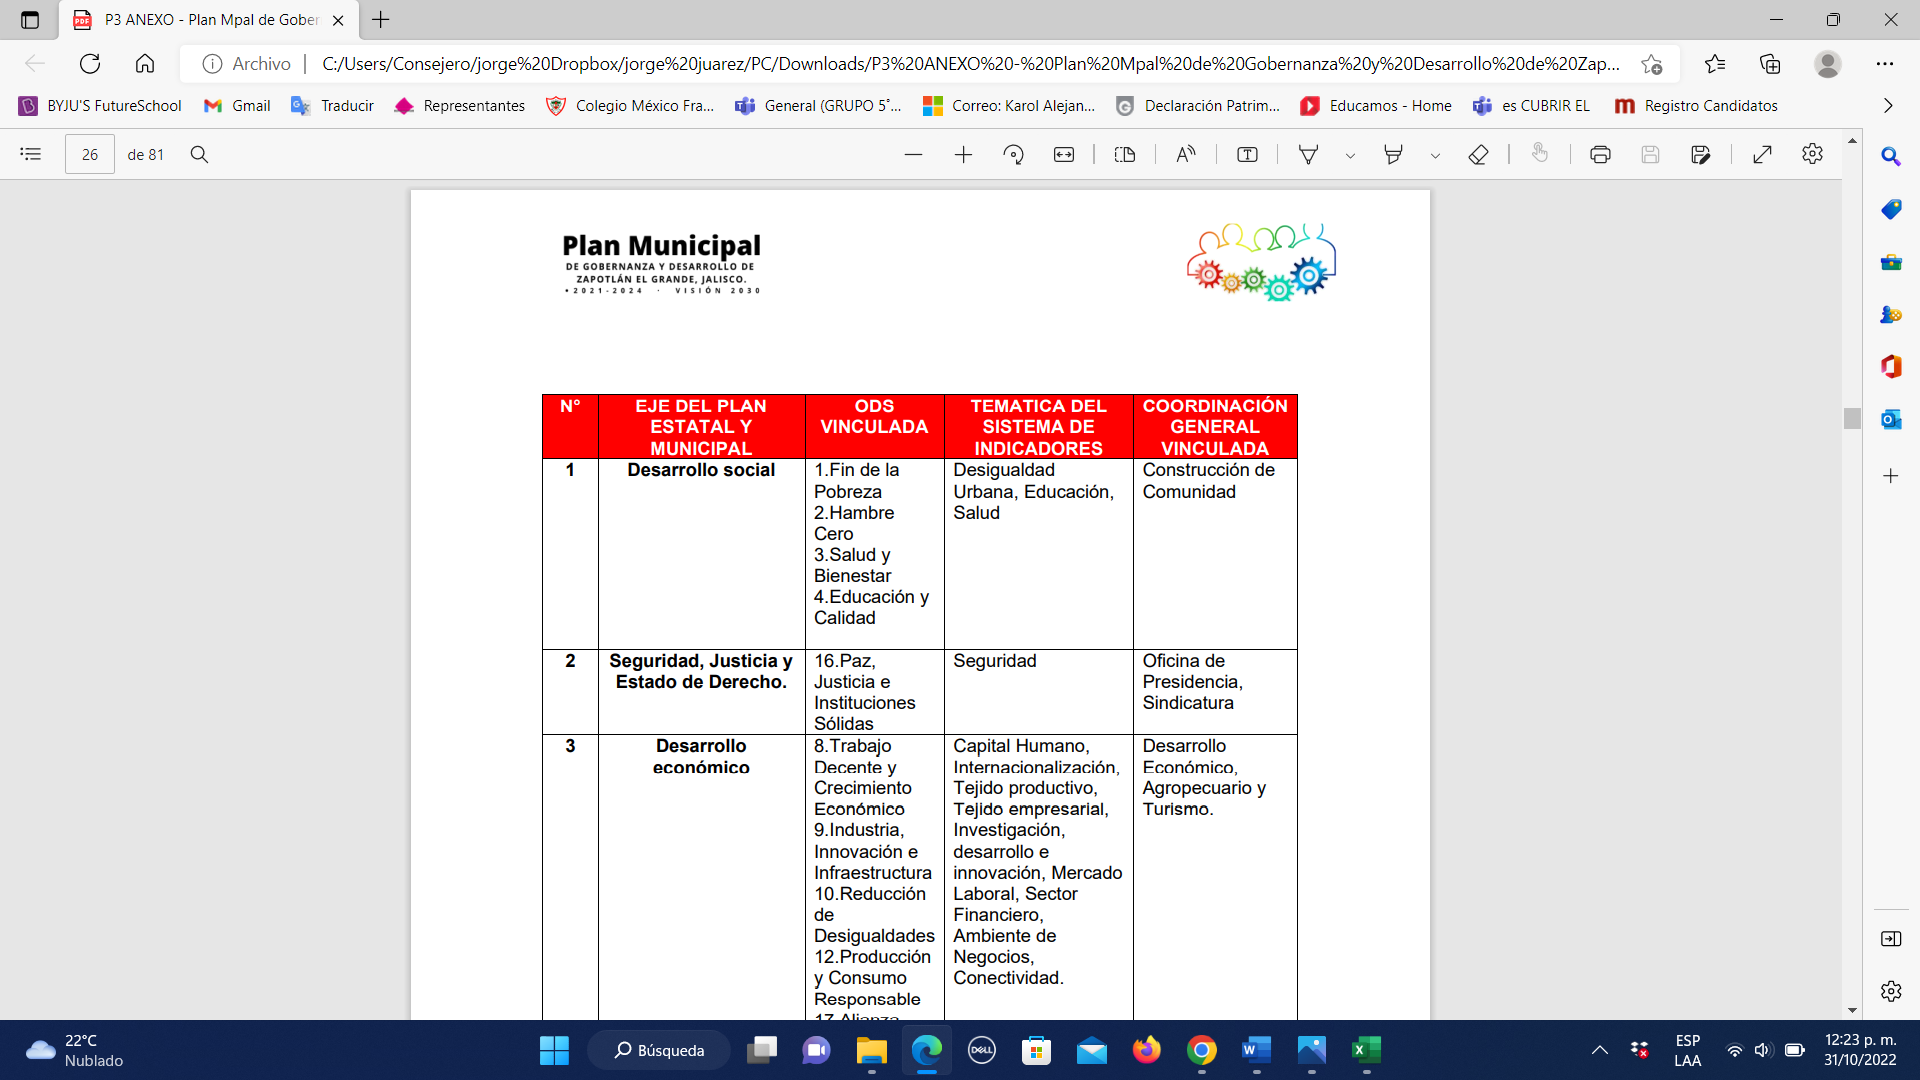 P3 ANEXO - Plan Mpal de Gober
Archivo
C:/Users/Consejero/jorge%20Dropbox/jorge%20juarez/PC/Downloads/P3%20ANEXO%20-%20Plan%20Mpal%20de%20Gobernanza%20y%20Desarrollo%20de%20Zap...
BYJU'S FutureSchool
Gmail
Traducir
Representantes
Colegio México Fra...
General (GRUPO 5°...
Correo: Karol Alejan...
Declaración Patrim...
Educamos - Home
es CUBRIR EL
Registro Candidatos
26 de 81
Plan Municipal
DE GOBERNANZA Y DESARROLLO DE
ZAPOTLÁN EL GRANDE, JALISCO.
• 2021-2024 · VISIÓN 2030
N°
EJE DEL PLAN
ESTATAL Y
MUNICIPAL
ODS
VINCULADA
TEMATICA DEL
SISTEMA DE
INDICADORES
COORDINACIÓN
GENERAL
VINCULADA
1
Desarrollo social
1.Fin de la
Pobreza
2.Hambre
Cero
3.Salud y
Bienestar
4.Educación y
Calidad
Desigualdad
Urbana, Educación,
Salud
Construcción de
Comunidad
2
Seguridad, Justicia y
Estado de Derecho.
16.Paz,
Justicia e
Instituciones
Sólidas
Seguridad
Oficina de
Presidencia,
Sindicatura
3
Desarrollo
económico
8.Trabajo
Decente y
Crecimiento
Económico
9.Industria,
Innovación e
Infraestructura
10.Reducción
de
Desigualdades
12.Producción
y Consumo
Responsable
17.Alianza
Capital Humano,
Internacionalización,
Tejido productivo,
Tejido empresarial,
Investigación,
desarrollo e
innovación, Mercado
Laboral, Sector
Financiero,
Ambiente de
Negocios,
Conectividad.
Desarrollo
Económico,
Agropecuario y
Turismo.
22°C
Nublado
Búsqueda
DELL
ESP
LAA
12:23 p. m.
31/10/2022